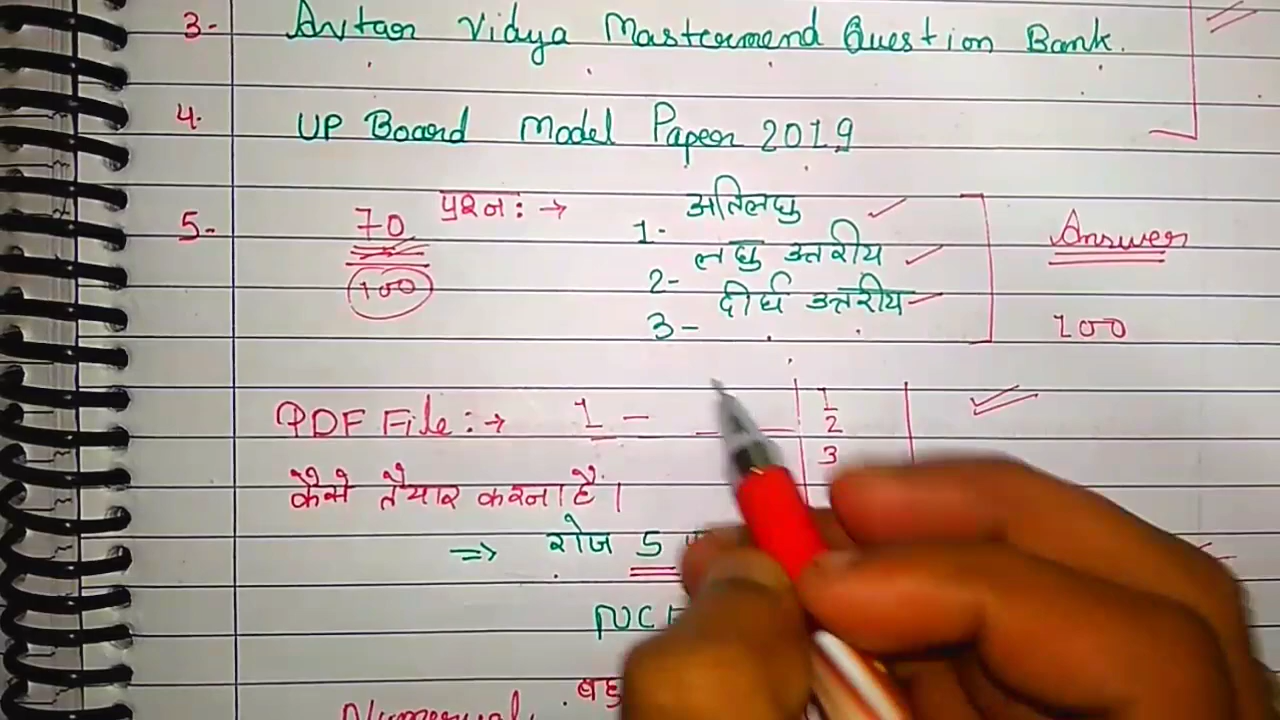 3- Avtar Vidya Mastermend Question Bank.
4. UP Board Model Paper 2019
5- 70 प्रश्न :→ अतिलघु
100
1- लघु उत्तरीय
2- दीर्घ उत्तरीय
3-
Answer
100
PDF File :→ 1 - 1
2
3
कैसे तैयार करना है।
⇒ रोज 5